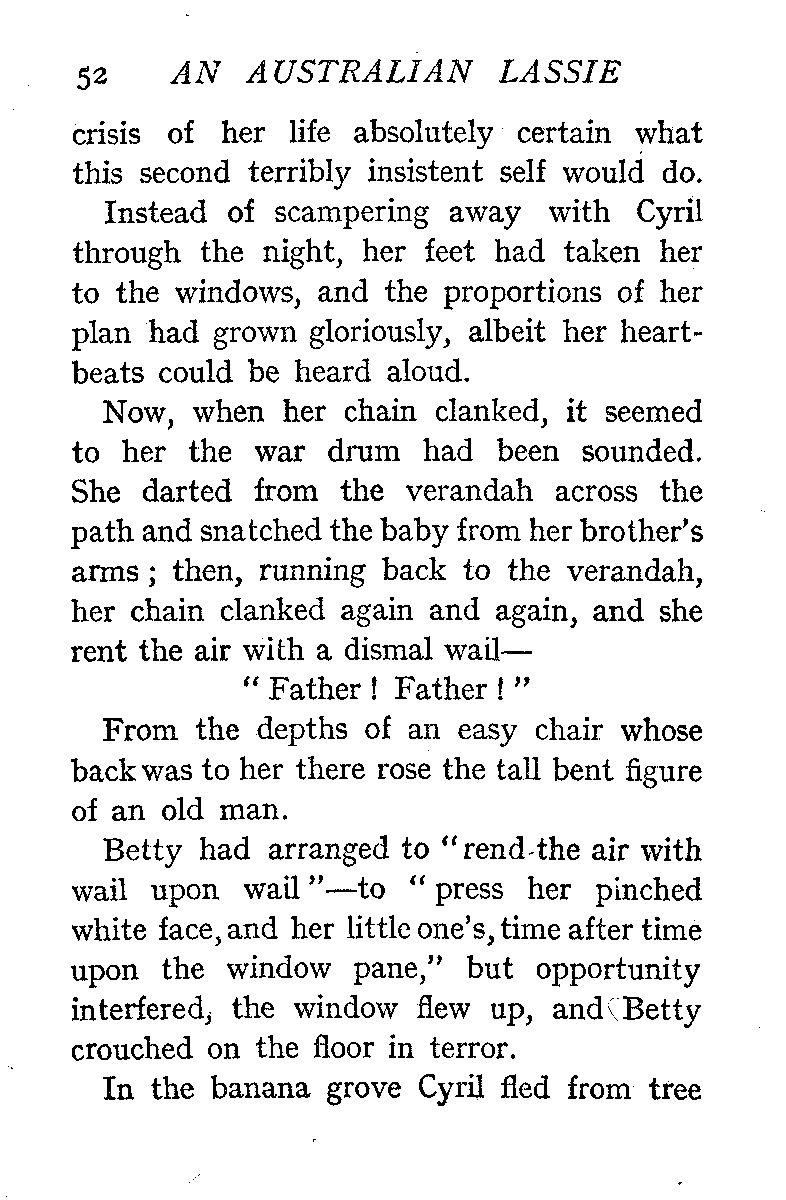 52 AN AUSTRALIAN LASSIE
crisis of her life absolutely certain what
this second terribly insistent self would do.
Instead of scampering away with Cyril
through the night, her feet had taken her
to the windows, and the proportions of her
plan had grown gloriously, albeit her heart-
beats could be heard aloud.
Now, when her chain clanked, it seemed
to her the war drum had been sounded.
She darted from the verandah across the
path and snatched the baby from her brother's
arms ; then, running back to the verandah,
her chain clanked again and again, and she
rent the air with a dismal wail—
" Father ! Father ! "
From the depths of an easy chair whose
back was to her there rose the tall bent figure
of an old man.
Betty had arranged to "rend the air with
wail upon wail"—to "press her pinched
white face, and her little one's, time after time
upon the window pane," but opportunity
interfered, the window flew up, and Betty
crouched on the floor in terror.
In the banana grove Cyril fled from tree